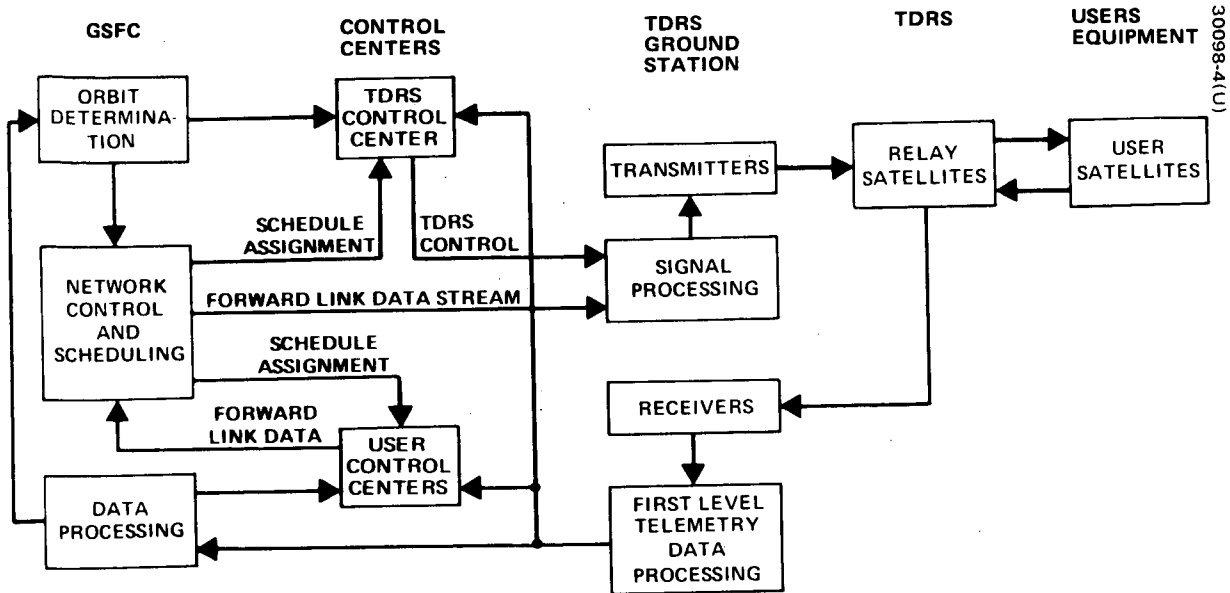 GSFC
CONTROL
CENTERS
TDRS
GROUND
STATION
TDRS
USERS
EQUIPMENT
30098-4(U)
ORBIT
DETERMINA-
TION
TDRS
CONTROL
CENTER
TRANSMITTERS
RELAY
SATELLITES
USER
SATELLITES
SCHEDULE
ASSIGNMENT
TDRS
CONTROL
SIGNAL
PROCESSING
NETWORK
CONTROL
AND
SCHEDULING
FORWARD LINK DATA STREAM
SCHEDULE
ASSIGNMENT
FORWARD
LINK DATA
RECEIVERS
USER
CONTROL
CENTERS
DATA
PROCESSING
FIRST LEVEL
TELEMETRY
DATA
PROCESSING